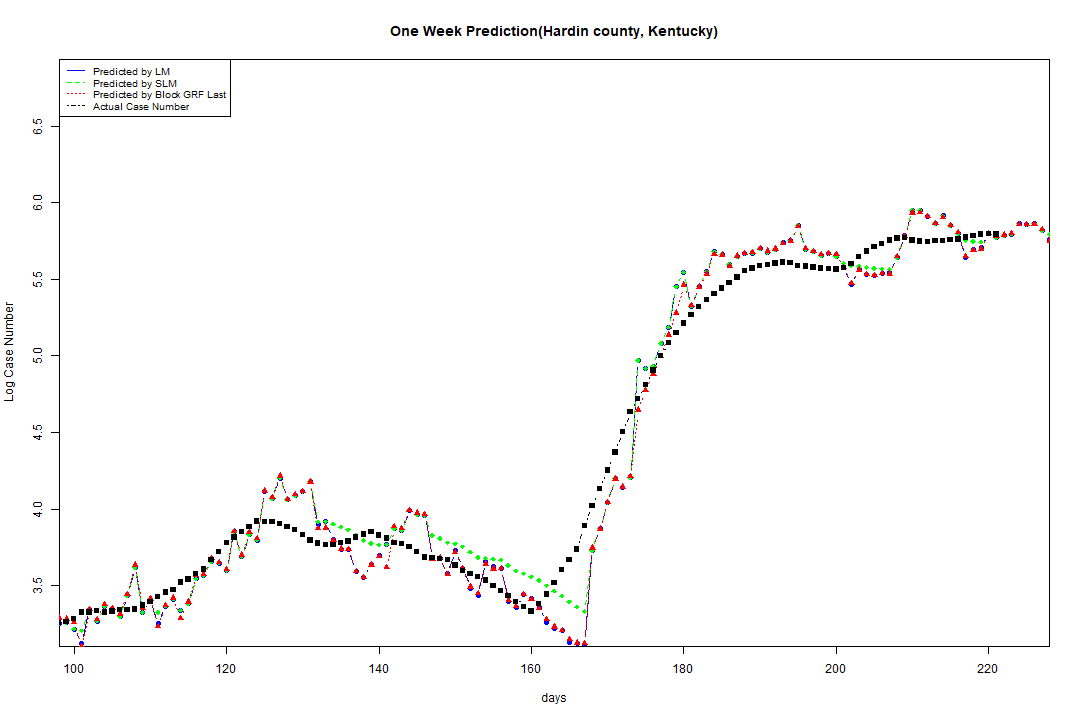 One Week Prediction(Hardin county, Kentucky)
Predicted by LM
Predicted by SLM
Predicted by Block GRF Last
Actual Case Number
Log Case Number
6.5
6.0
5.5
5.0
4.5
4.0
3.5
100 120 140 160 180 200 220
days